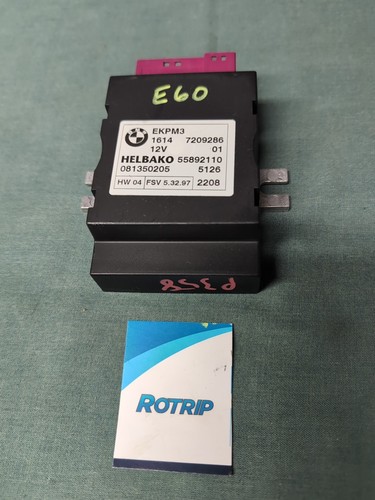 E60
EKPM3
1614 7209286
12V 01
HELBAKO 55892110
081350205 5126
HW 04 FSV 5.32.97 2208
P358
ROTRIP